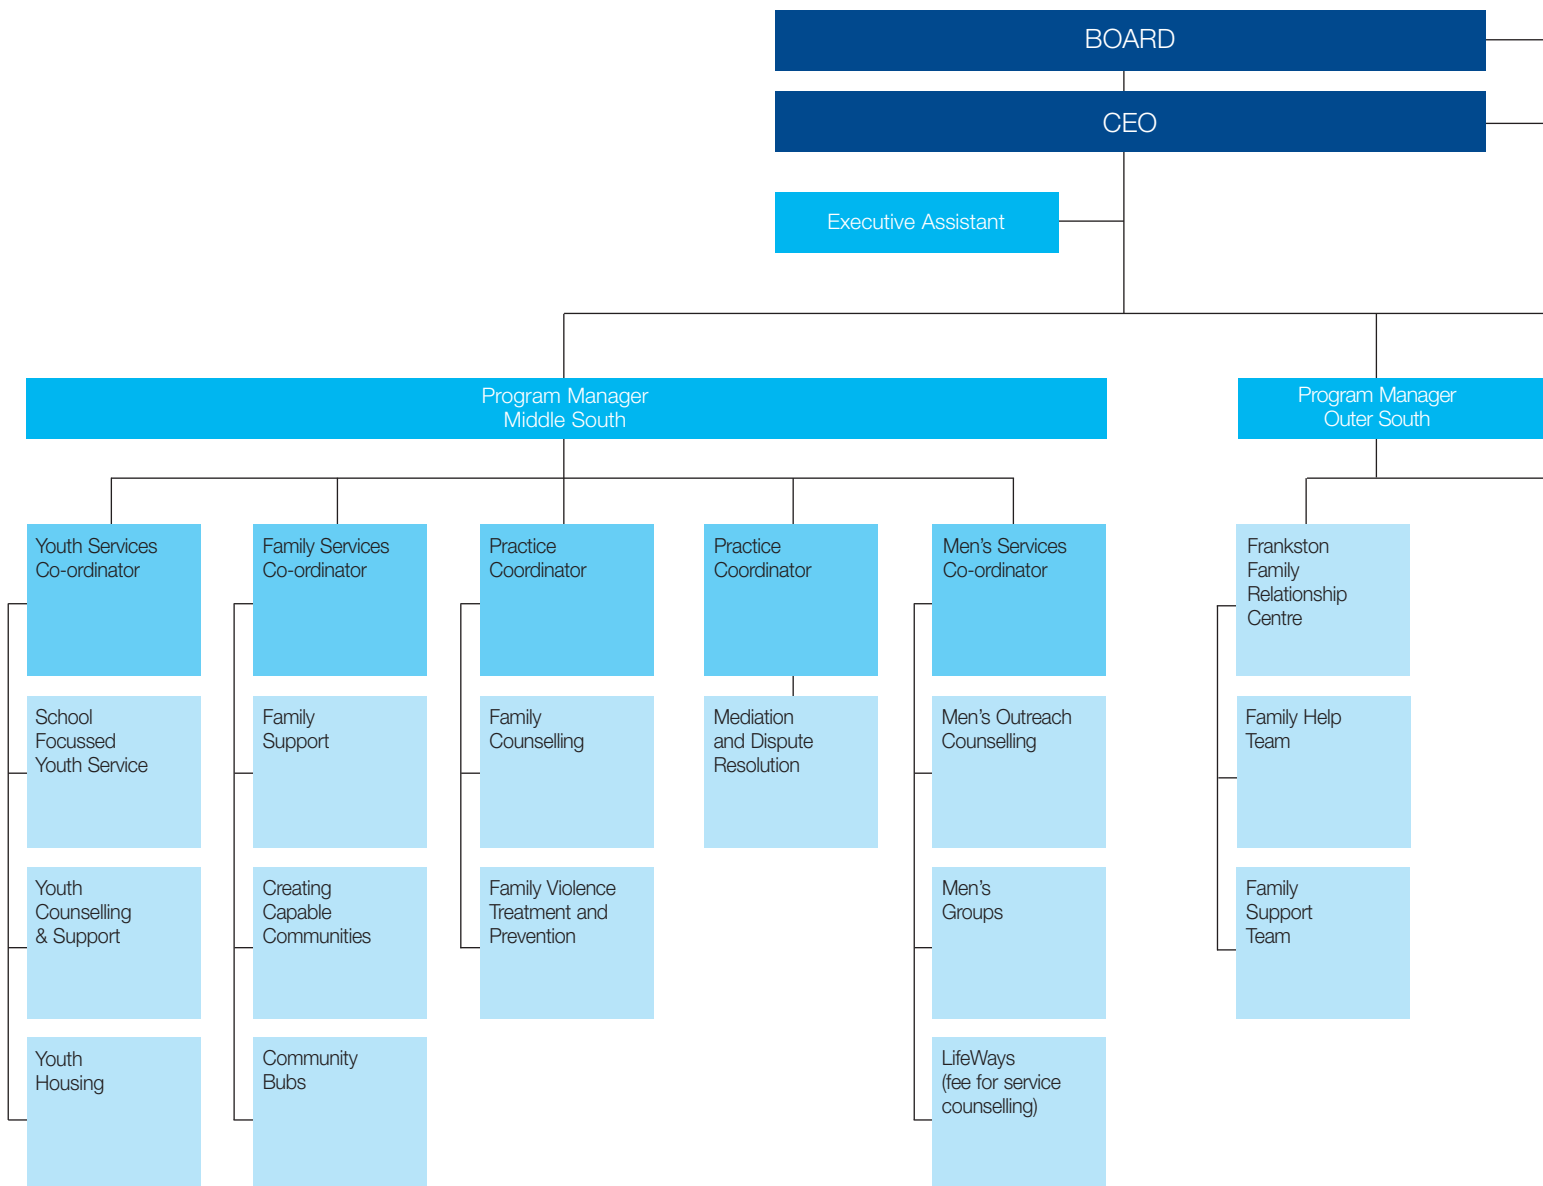 BOARD
CEO
Executive Assistant
Program Manager
Middle South
Program Manager
Outer South
Youth Services
Co-ordinator
Family Services
Co-ordinator
Practice
Coordinator
Practice
Coordinator
Men's Services
Co-ordinator
Frankston
Family
Relationship
Centre
School
Focussed
Youth Service
Family
Support
Family
Counselling
Mediation
and Dispute
Resolution
Men's Outreach
Counselling
Family Help
Team
Youth
Counselling
& Support
Creating
Capable
Communities
Family Violence
Treatment and
Prevention
Men's
Groups
Family
Support
Team
Youth
Housing
Community
Bubs
LifeWays
(fee for service
counselling)